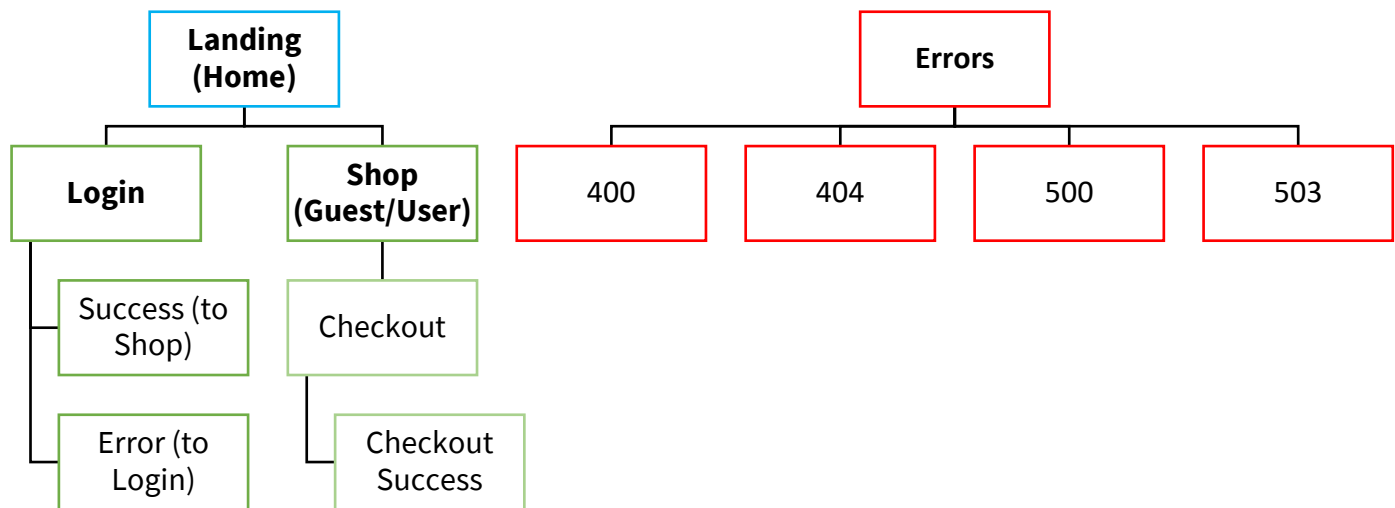 Landing
(Home)
Errors
Login
Shop
(Guest/User)
400
404
500
503
Success (to
Shop)
Checkout
Error (to
Login)
Checkout
Success